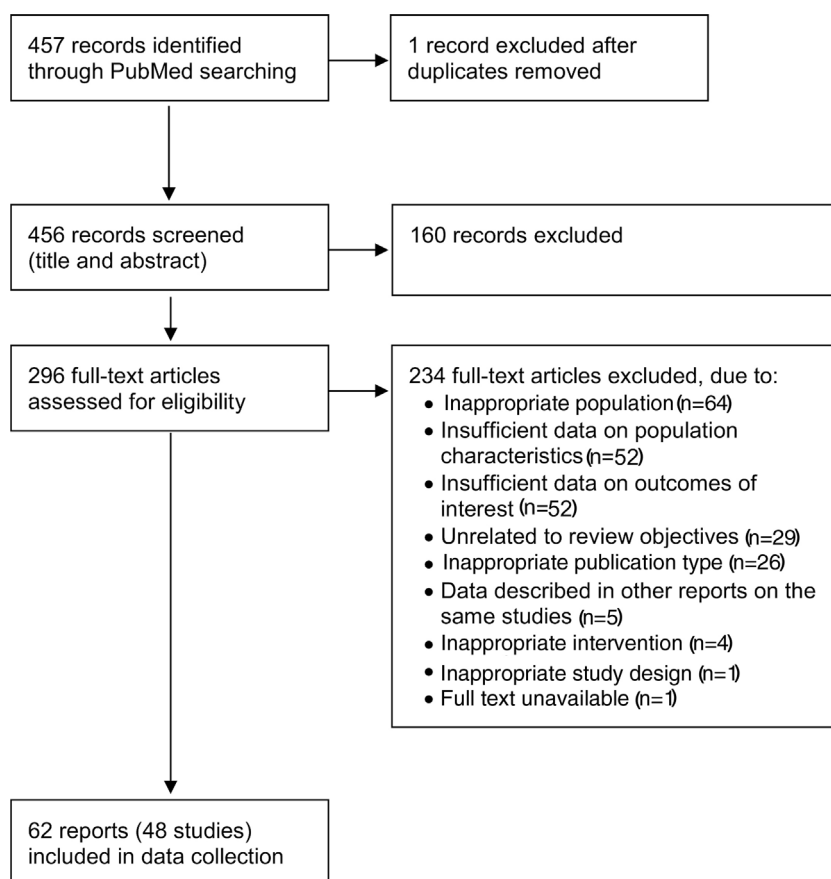 457 records identified
through PubMed searching
1 record excluded after
duplicates removed
456 records screened
(title and abstract)
160 records excluded
296 full-text articles
assessed for eligibility
234 full-text articles excluded, due to:
• Inappropriate population (n=64)
• Insufficient data on population
characteristics (n=52)
• Insufficient data on outcomes of
interest (n=52)
• Unrelated to review objectives (n=29)
• Inappropriate publication type (n=26)
• Data described in other reports on the
same studies (n=5)
• Inappropriate intervention (n=4)
• Inappropriate study design (n=1)
• Full text unavailable (n=1)
62 reports (48 studies)
included in data collection